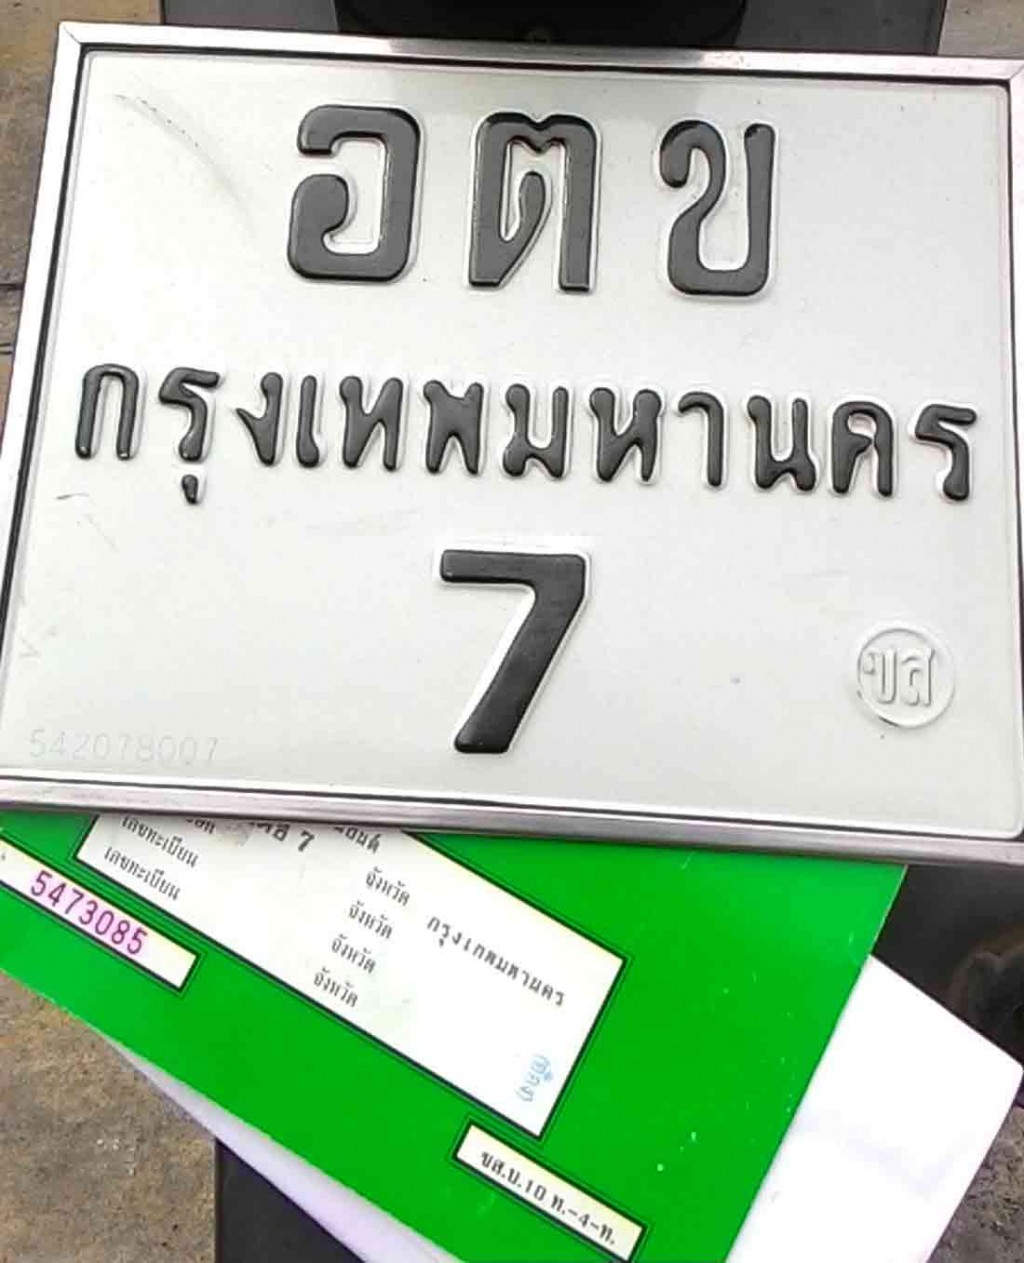 อตข
กรุงเทพมหานคร
7
ขส
542078007
7
เลขทะเบียน
เลขทะเบียน
จังหวัด กรุงเทพมหานคร
จังหวัด
จังหวัด
จังหวัด
5473085
ขส.บ.10 ท.-4-ท.